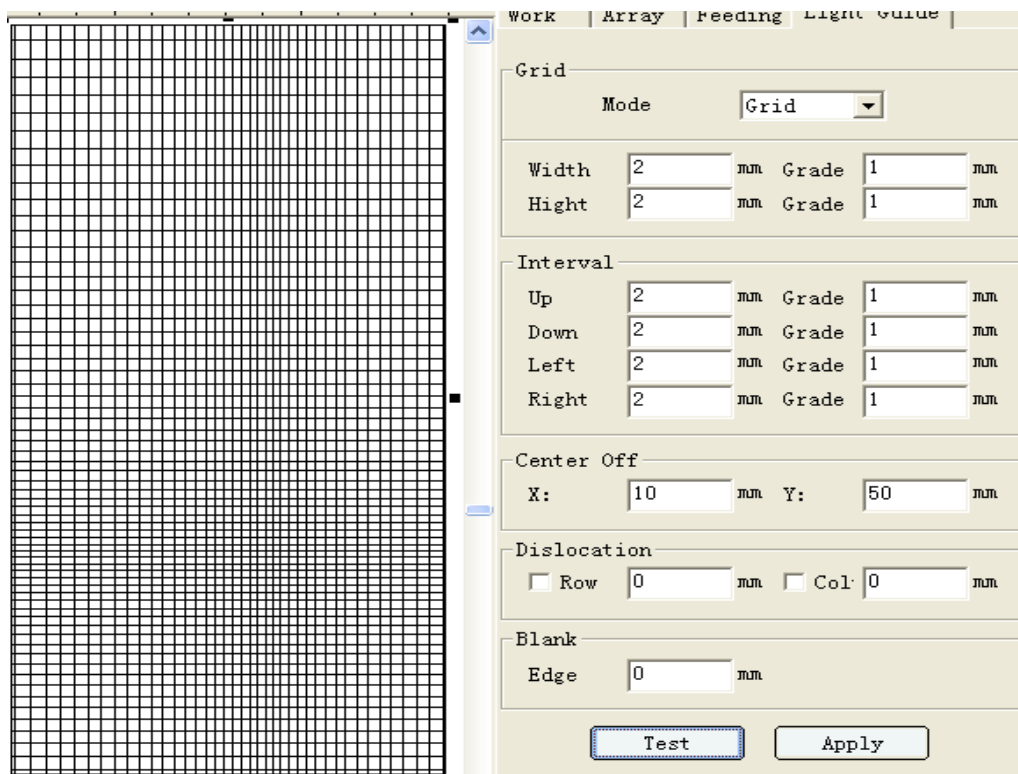 Work Array Feeding Light Guide
Grid
Mode Grid
Width 2 mm Grade 1 mm
Hight 2 mm Grade 1 mm
Interval
Up 2 mm Grade 1 mm
Down 2 mm Grade 1 mm
Left 2 mm Grade 1 mm
Right 2 mm Grade 1 mm
Center Off
X: 10 mm Y: 50 mm
Dislocation
Row 0 mm Col 0 mm
Blank
Edge 0 mm
Test Apply